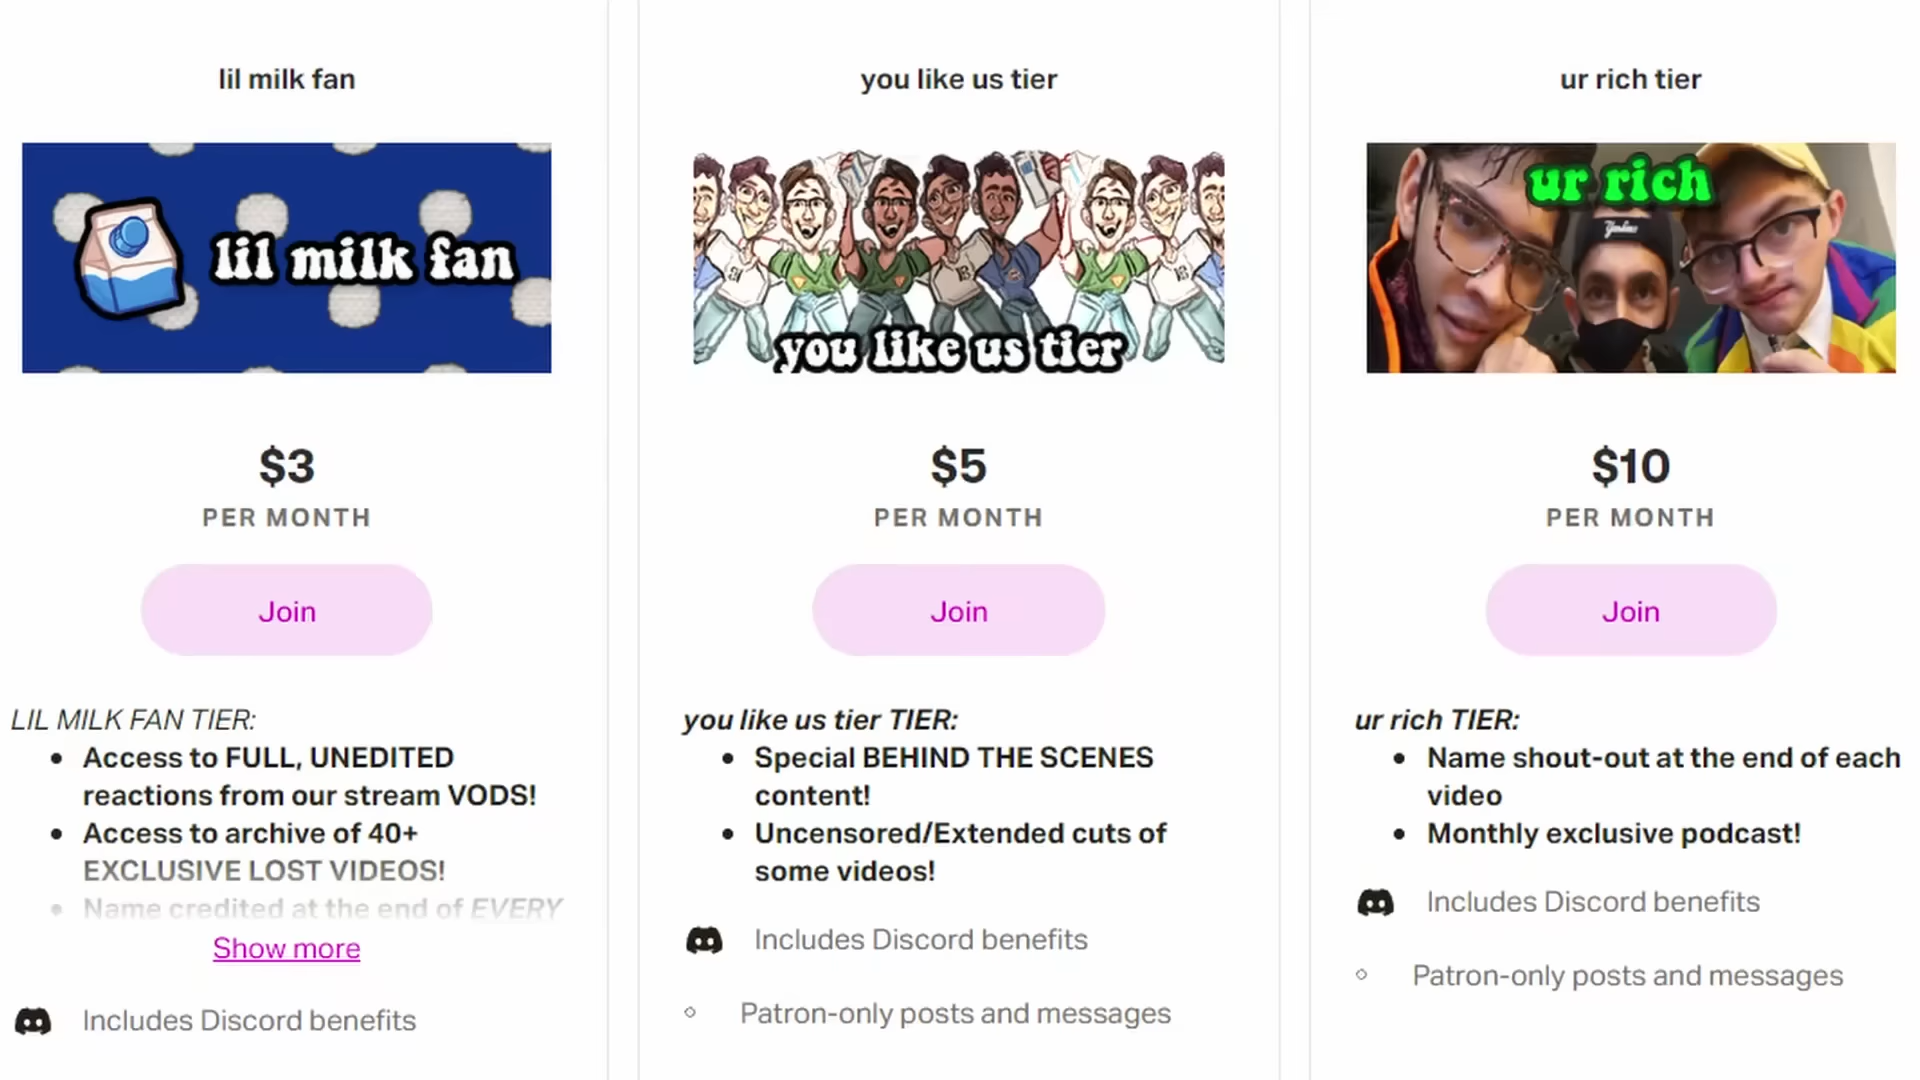 lil milk fan
lil milk fan
$3
PER MONTH
Join
LIL MILK FAN TIER:
Access to FULL, UNEDITED
reactions from our stream VODS!
Access to archive of 40+
EXCLUSIVE LOST VIDEOS!
Name credited at the end of EVERY
Show more
Includes Discord benefits
you like us tier
you like us tier
$5
PER MONTH
Join
you like us tier TIER:
Special BEHIND THE SCENES
content!
Uncensored/Extended cuts of
some videos!
Includes Discord benefits
Patron-only posts and messages
ur rich tier
ur rich
$10
PER MONTH
Join
ur rich TIER:
Name shout-out at the end of each
video
Monthly exclusive podcast!
Includes Discord benefits
Patron-only posts and messages